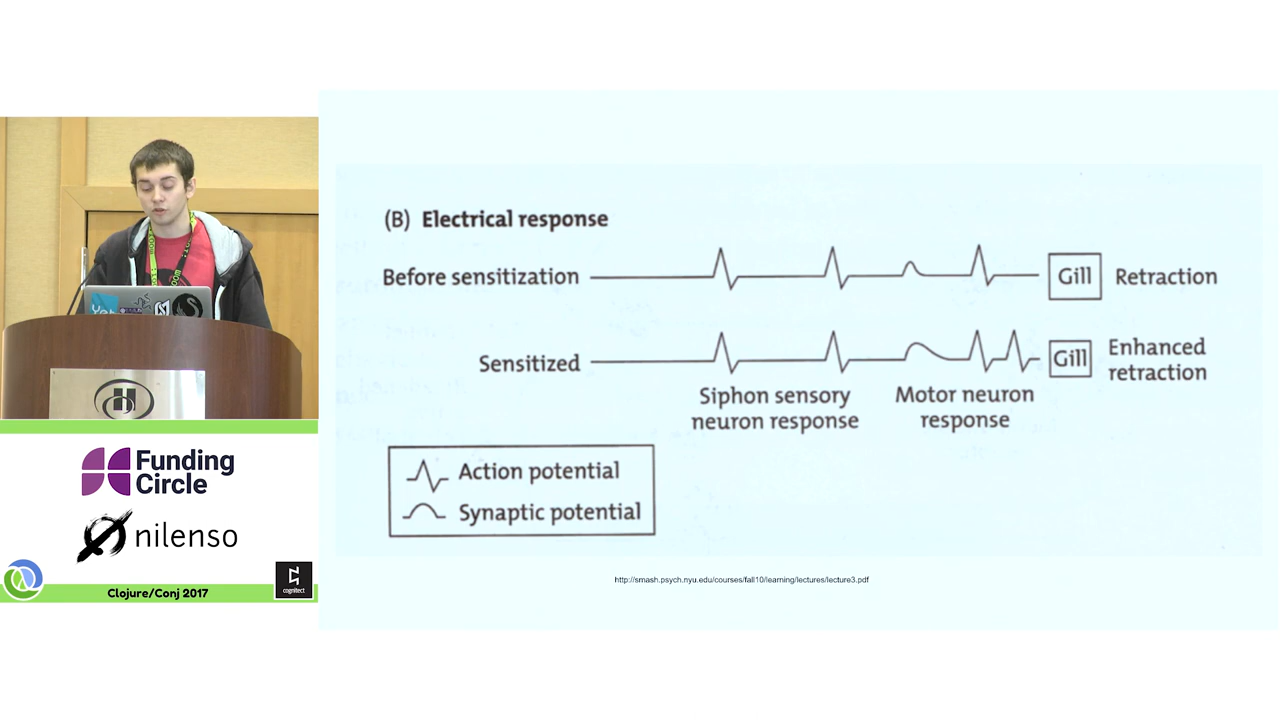 (B) Electrical response
Before sensitization
Gill
Retraction
Sensitized
Gill
Enhanced
retraction
Siphon sensory
neuron response
Motor neuron
response
Action potential
Synaptic potential
http://smash.psych.nyu.edu/courses/fall10/learning/lectures/lecture3.pdf
H
Funding
Circle
nilenso
cognitect
Clojure/Conj 2017